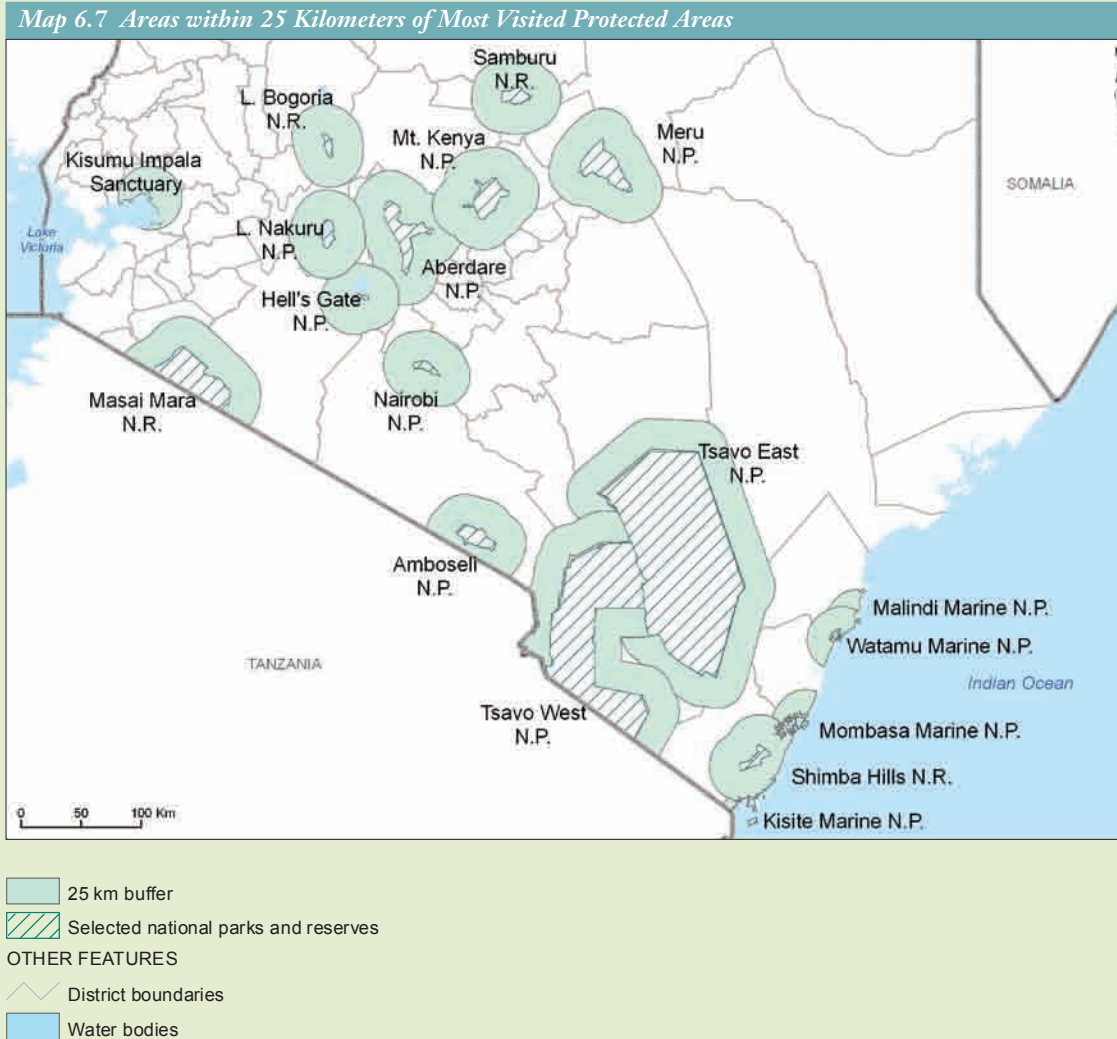 Map 6.7 Areas within 25 Kilometers of Most Visited Protected Areas
Samburu
N.R.
L. Bogoria
N.R.
Mt. Kenya
N.P.
Meru
N.P.
Kisumu Impala
Sanctuary
SOMALIA
Lake
Victoria
L. Nakuru
N.P.
Aberdare
N.P.
Hell's Gate
N.P.
Masai Mara
N.R.
Nairobi
N.P.
Tsavo East
N.P.
Amboseli
N.P.
Malindi Marine N.P.
Watamu Marine N.P.
TANZANIA
Indian Ocean
Tsavo West
N.P.
Mombasa Marine N.P.
Shimba Hills N.R.
Kisite Marine N.P.
0 50 100 Km
25 km buffer
Selected national parks and reserves
OTHER FEATURES
District boundaries
Water bodies